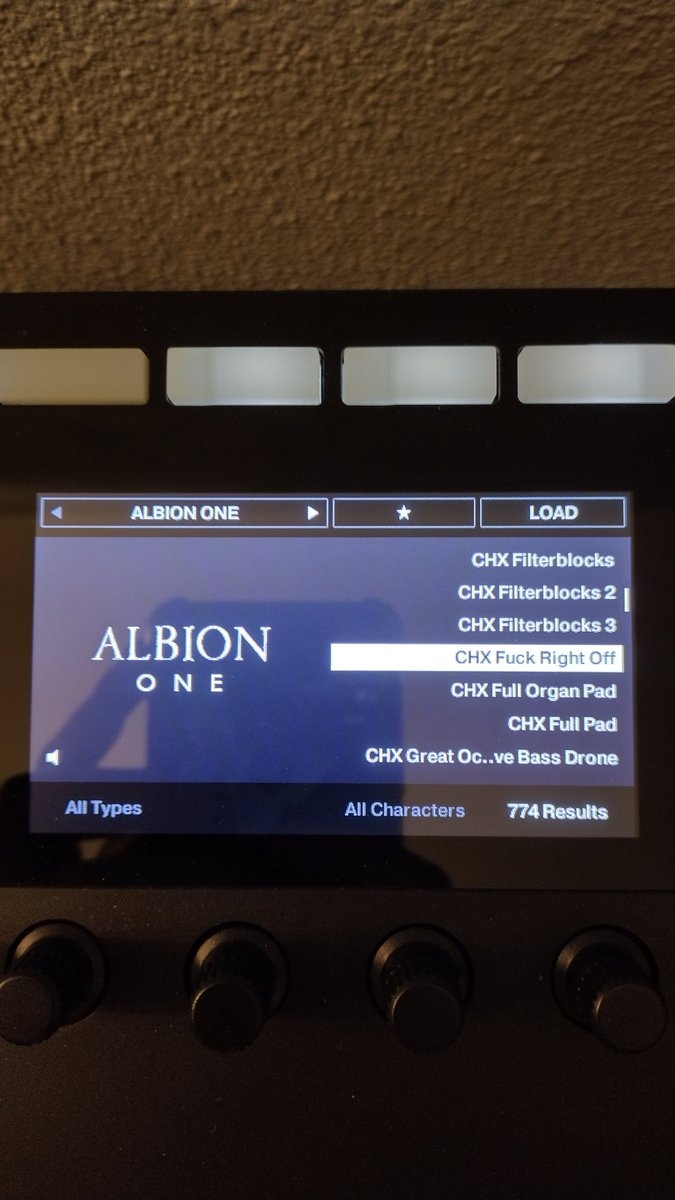 ALBION ONE ★ LOAD
CHX Filterblocks
CHX Filterblocks 2
CHX Filterblocks 3
CHX Fuck Right Off
CHX Full Organ Pad
CHX Full Pad
CHX Great Oc..ve Bass Drone
ALBION
ONE
All Types All Characters 774 Results